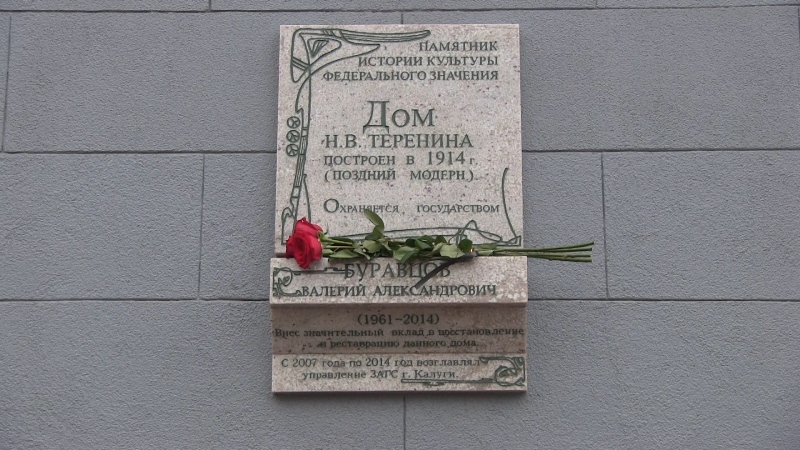 ПАМЯТНИК
ИСТОРИИ КУЛЬТУРЫ
ФЕДЕРАЛЬНОГО ЗНАЧЕНИЯ
ДОМ
Н.В. ТЕРЕНИНА
ПОСТРОЕН В 1914 г.
(ПОЗДНИЙ МОДЕРН).
ОХРАНЯЕТСЯ ГОСУДАРСТВОМ
БУРАВЦОВ
ВАЛЕРИЙ АЛЕКСАНДРОВИЧ
(1961-2014)
Внес значительный вклад в восстановление
и реставрацию данного дома.
С 2007 года по 2014 год возглавлял
управление ЗАГС г. Калуги.